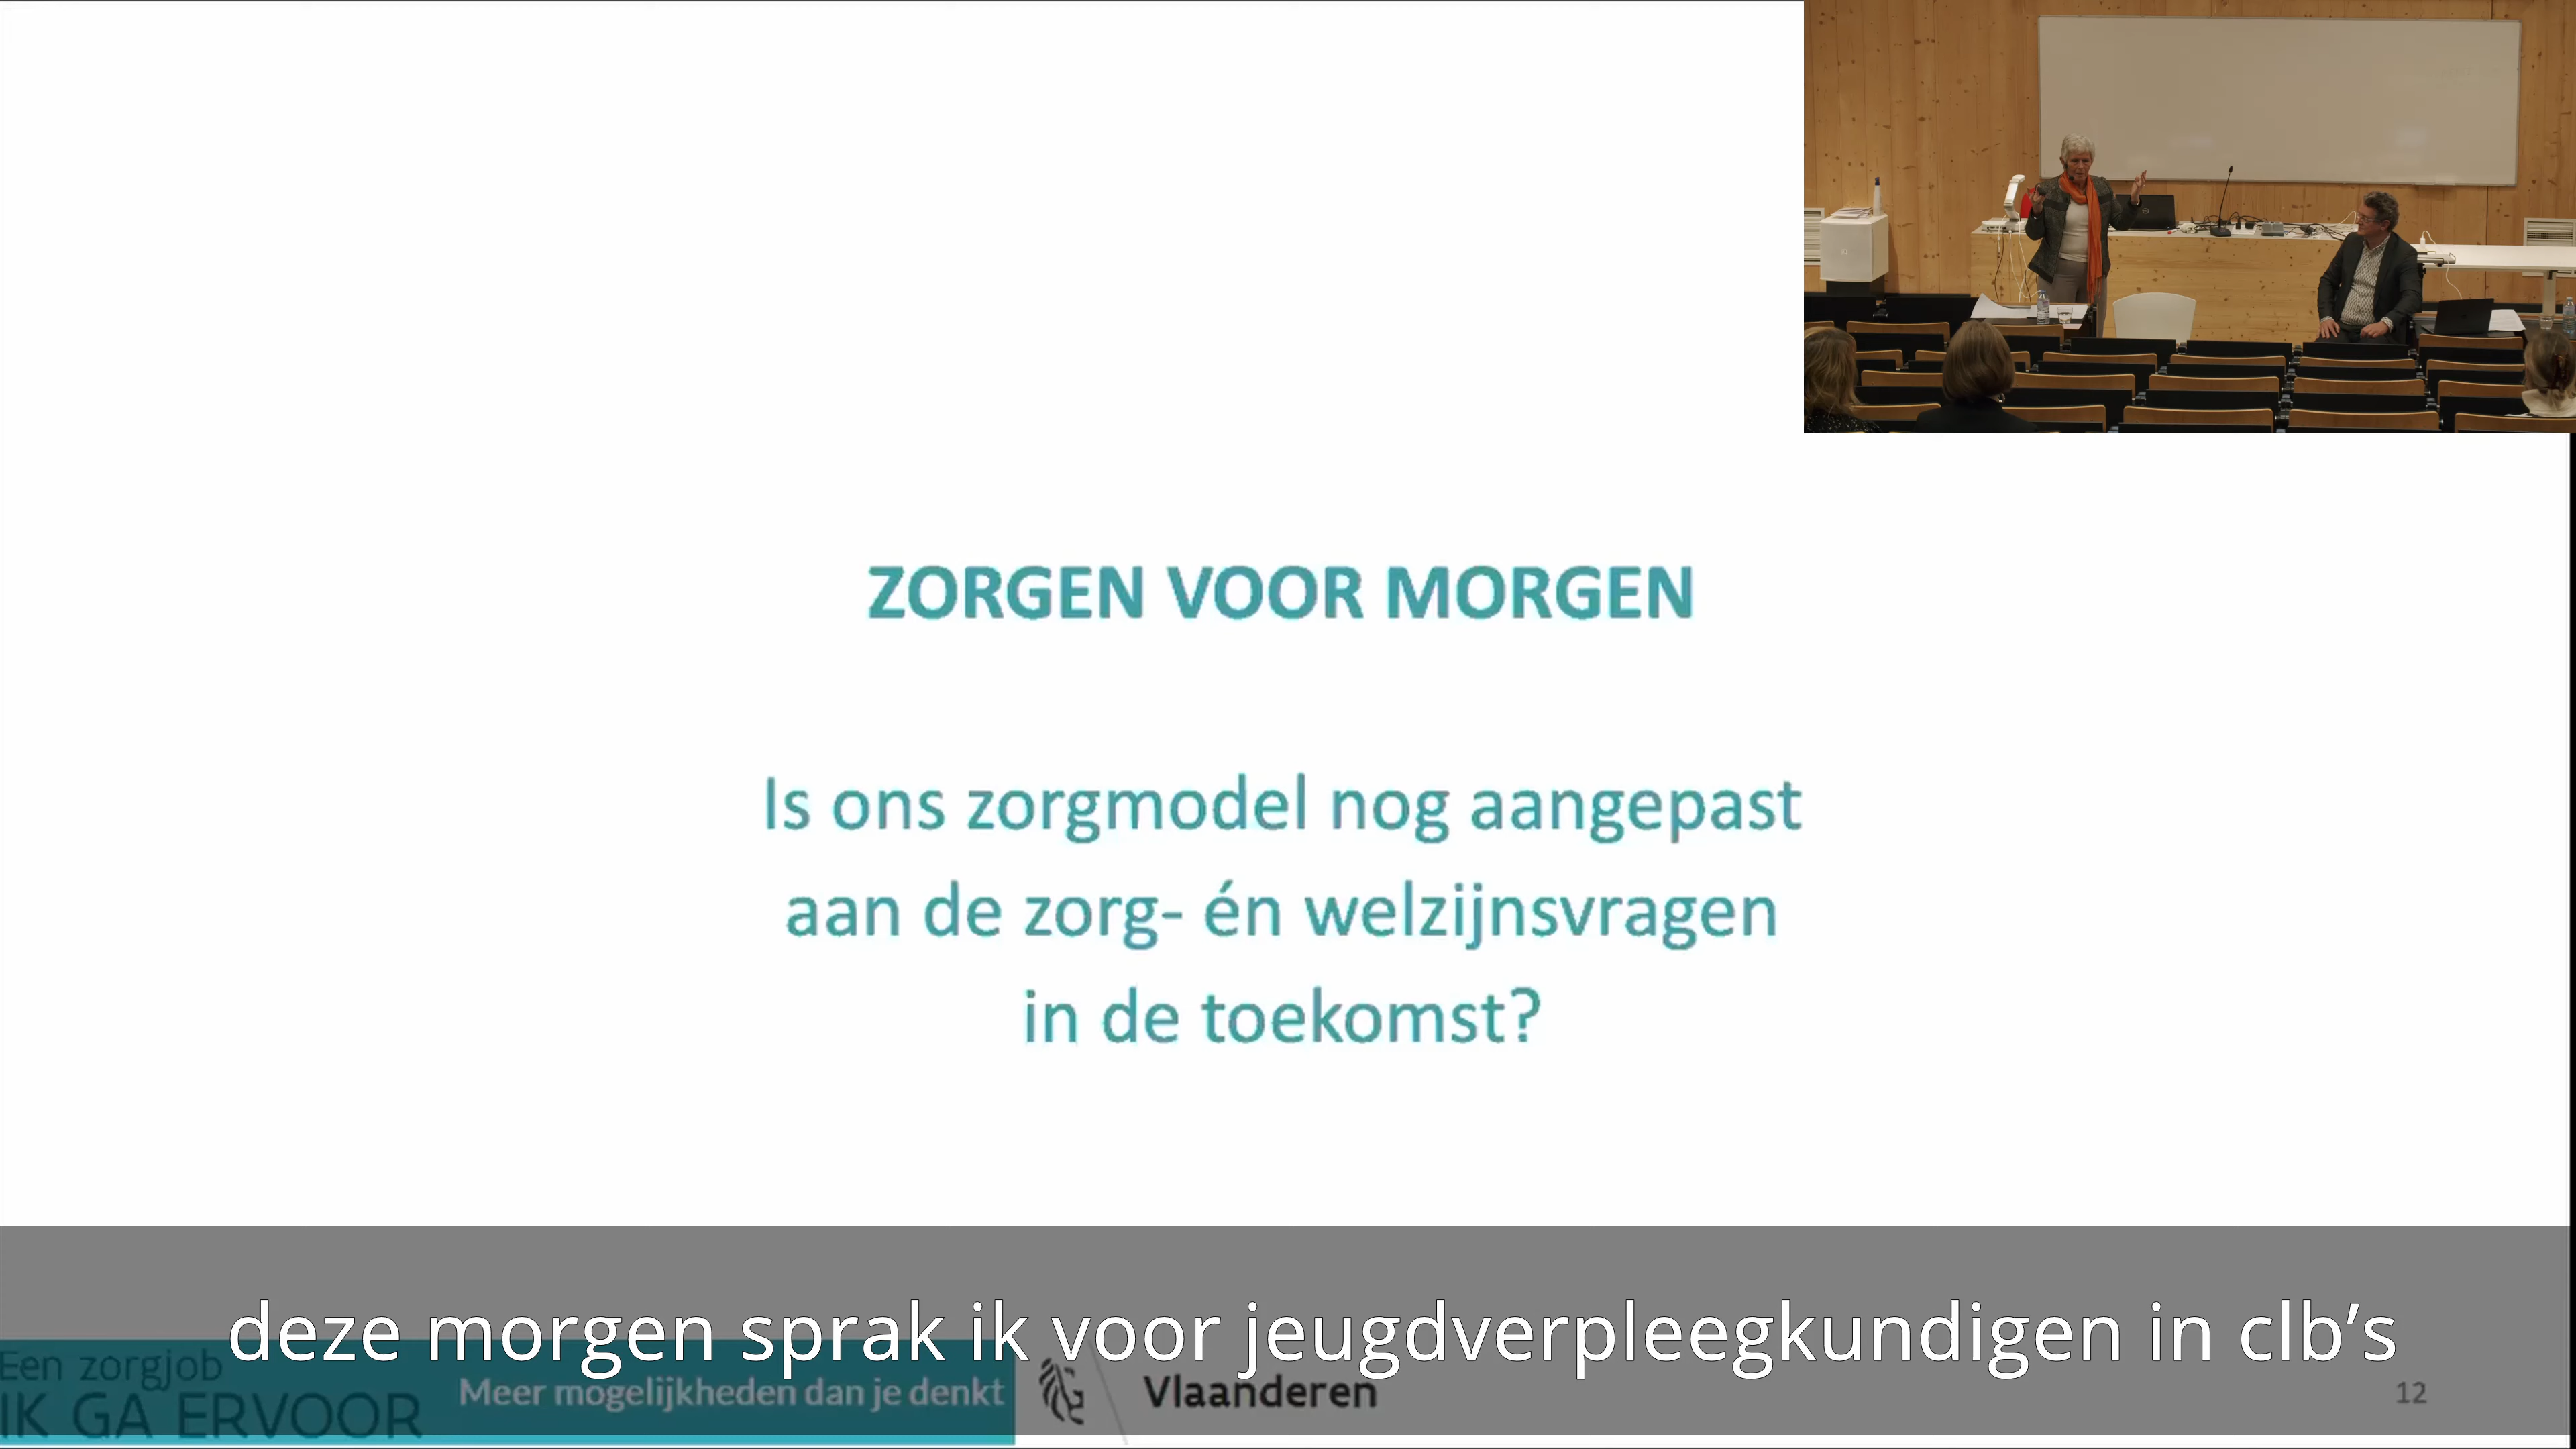 ZORGEN VOOR MORGEN
Is ons zorgmodel nog aangepast
aan de zorg- én welzijnsvragen
in de toekomst?
deze morgen sprak ik voor jeugdverpleegkundigen in clb’s
Een zorgjob
IK GA ERVOOR
Meer mogelijkheden dan je denkt
Vlaanderen
12